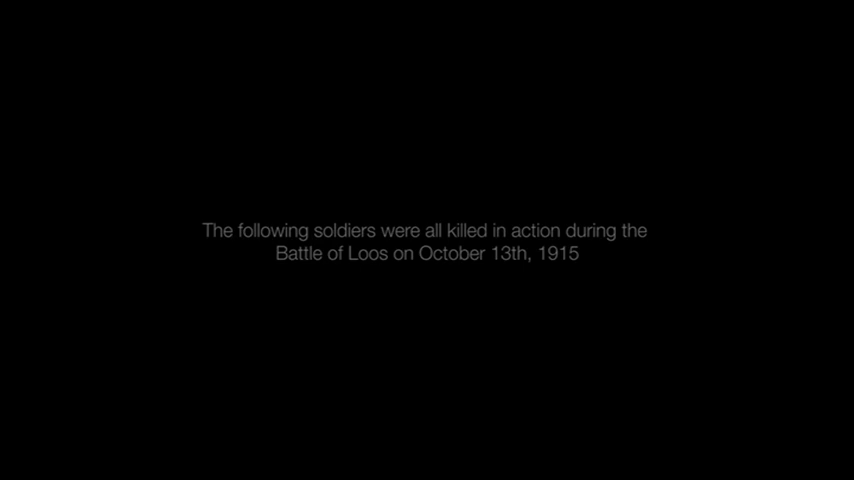 The following soldiers were all killed in action during the
Battle of Loos on October 13th, 1915